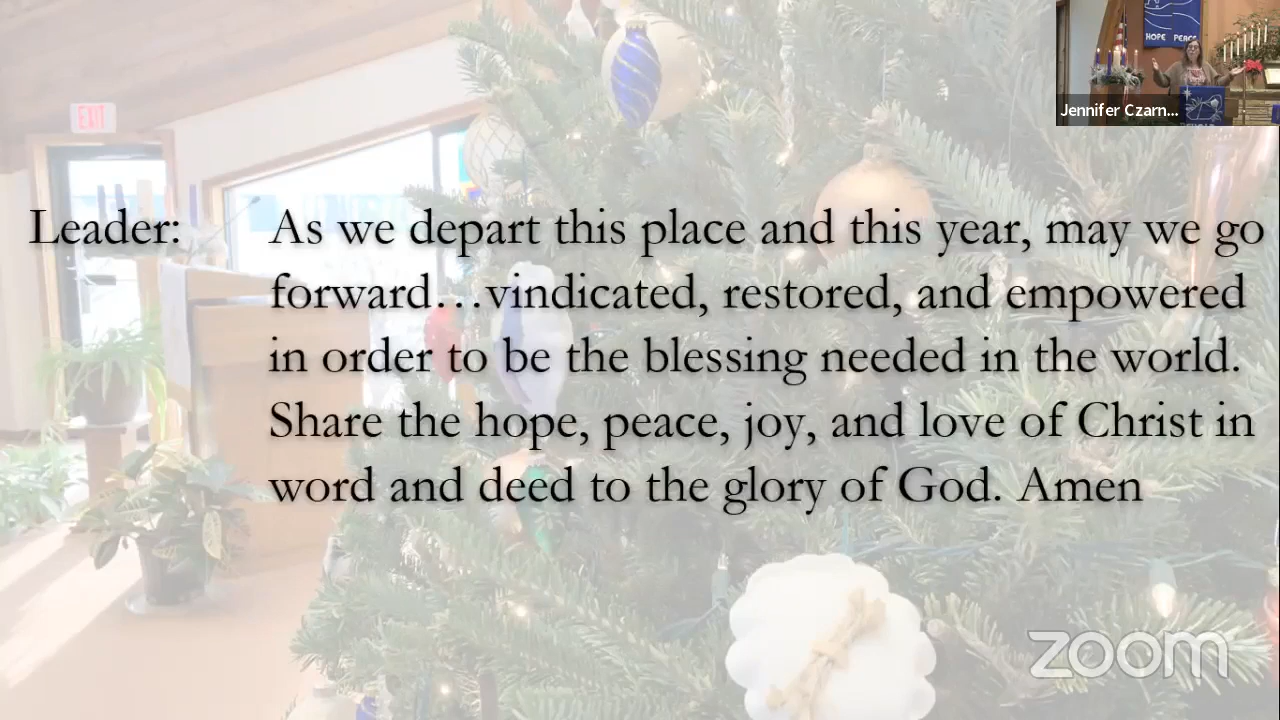 EXIT
HOPE PEACE
Jennifer Czarn...
Leader: As we depart this place and this year, may we go
forward…vindicated, restored, and empowered
in order to be the blessing needed in the world.
Share the hope, peace, joy, and love of Christ in
word and deed to the glory of God. Amen
zoom